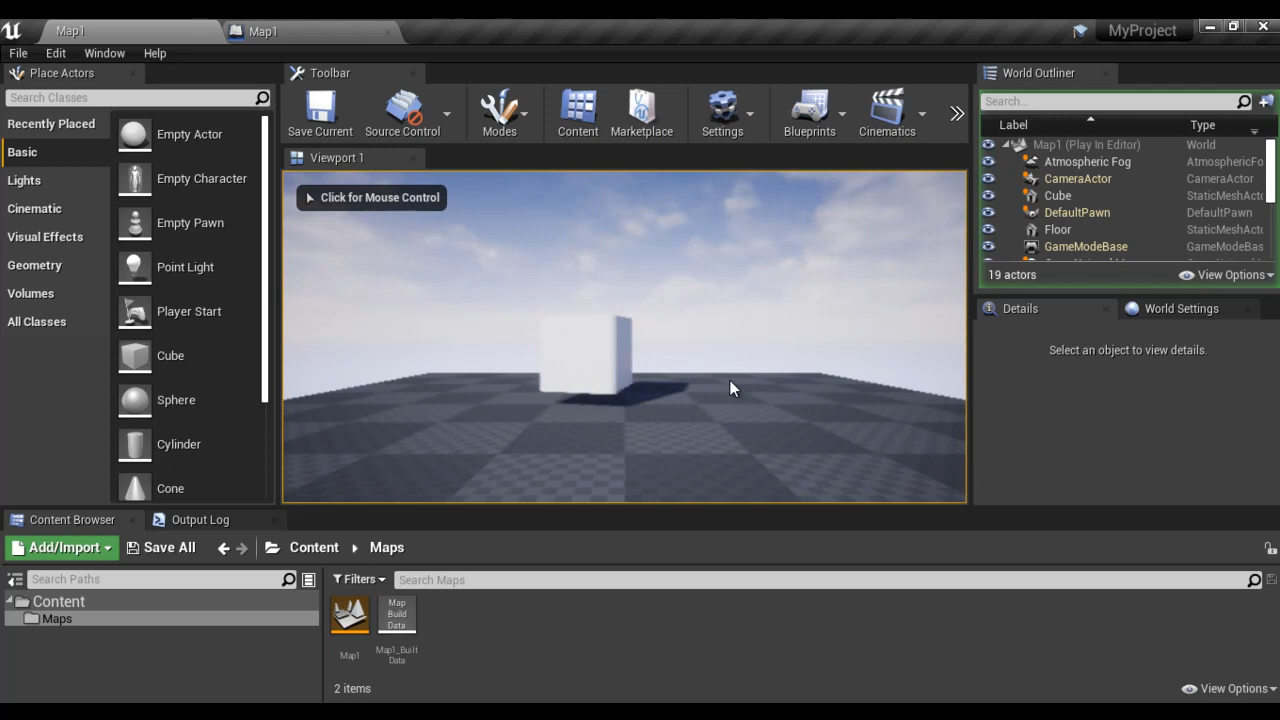 Map1
Map1
MyProject
File Edit Window Help
Place Actors
Search Classes
Recently Placed
Basic
Lights
Cinematic
Visual Effects
Geometry
Volumes
All Classes
Empty Actor
Empty Character
Empty Pawn
Point Light
Player Start
Cube
Sphere
Cylinder
Cone
Toolbar
Save Current
Source Control
Modes
Content
Marketplace
Settings
Blueprints
Cinematics
Viewport 1
Click for Mouse Control
World Outliner
Search...
Label Type
Map1 (Play In Editor) World
Atmospheric Fog AtmosphericFo
CameraActor CameraActor
Cube StaticMeshActo
DefaultPawn DefaultPawn
Floor StaticMeshActo
GameModeBase GameModeBas
19 actors View Options
Details World Settings
Select an object to view details.
Content Browser Output Log
Add/Import Save All Content Maps
Search Paths
Content
Maps
Filters Search Maps
Map
Build
Data
Map1
Map1_Built
Data
2 items View Options